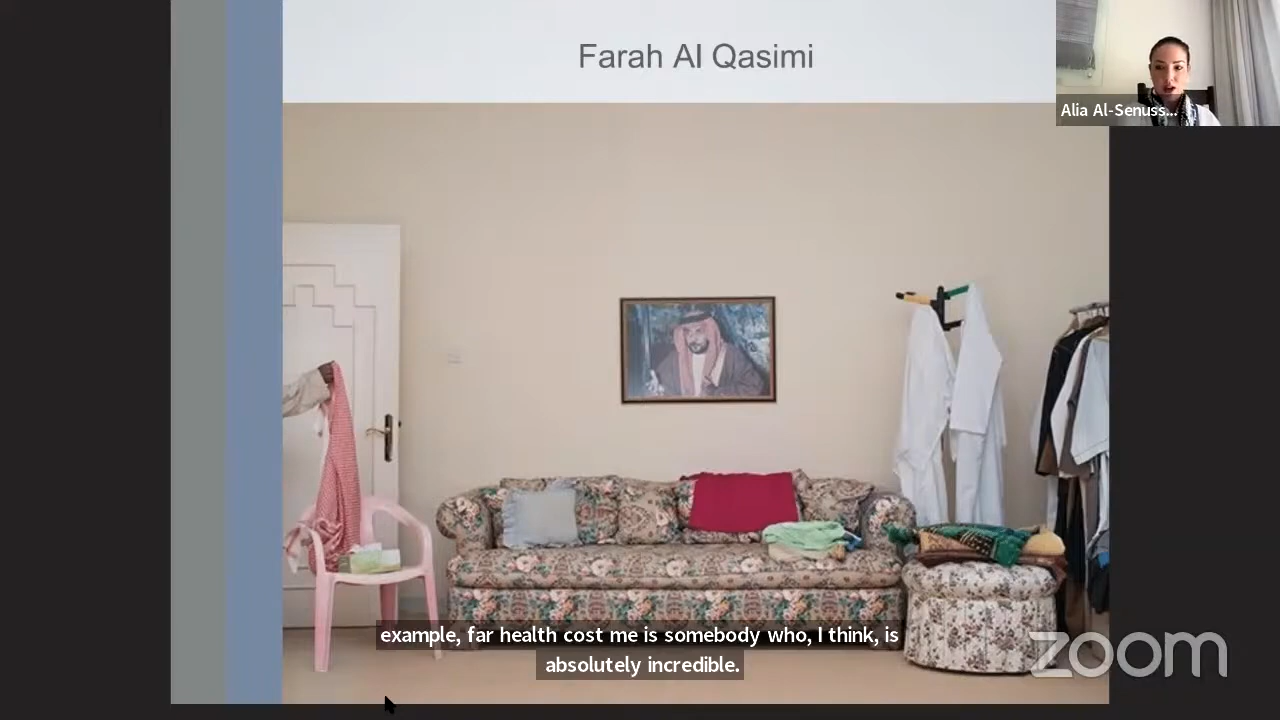 Farah Al Qasimi
Alia Al-Senuss...
example, far health cost me is somebody who, I think, is
absolutely incredible.
zoom